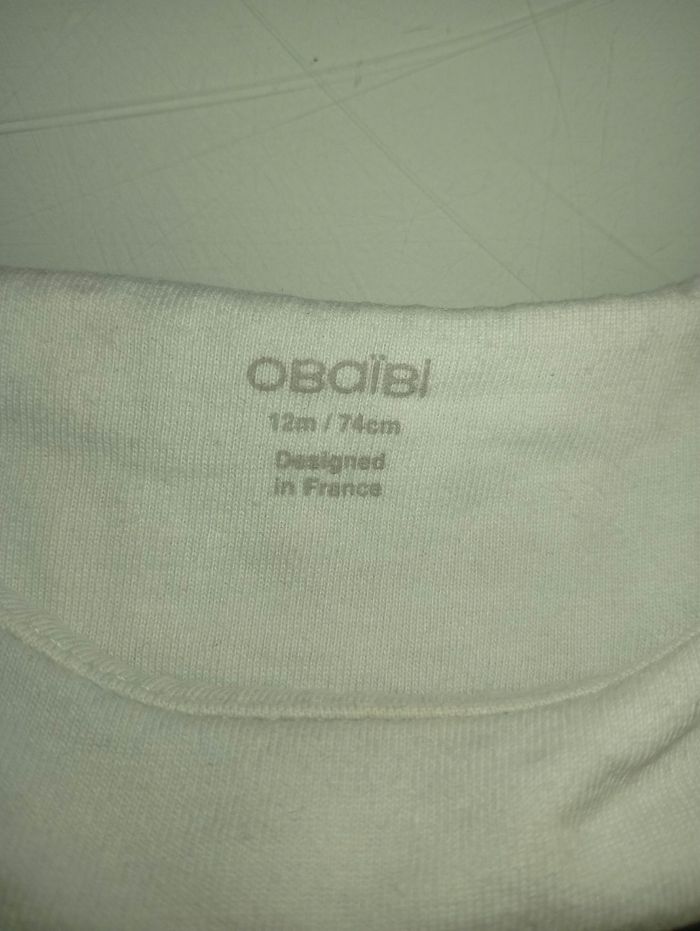 OBaïBI
12m / 74cm
Designed
in France